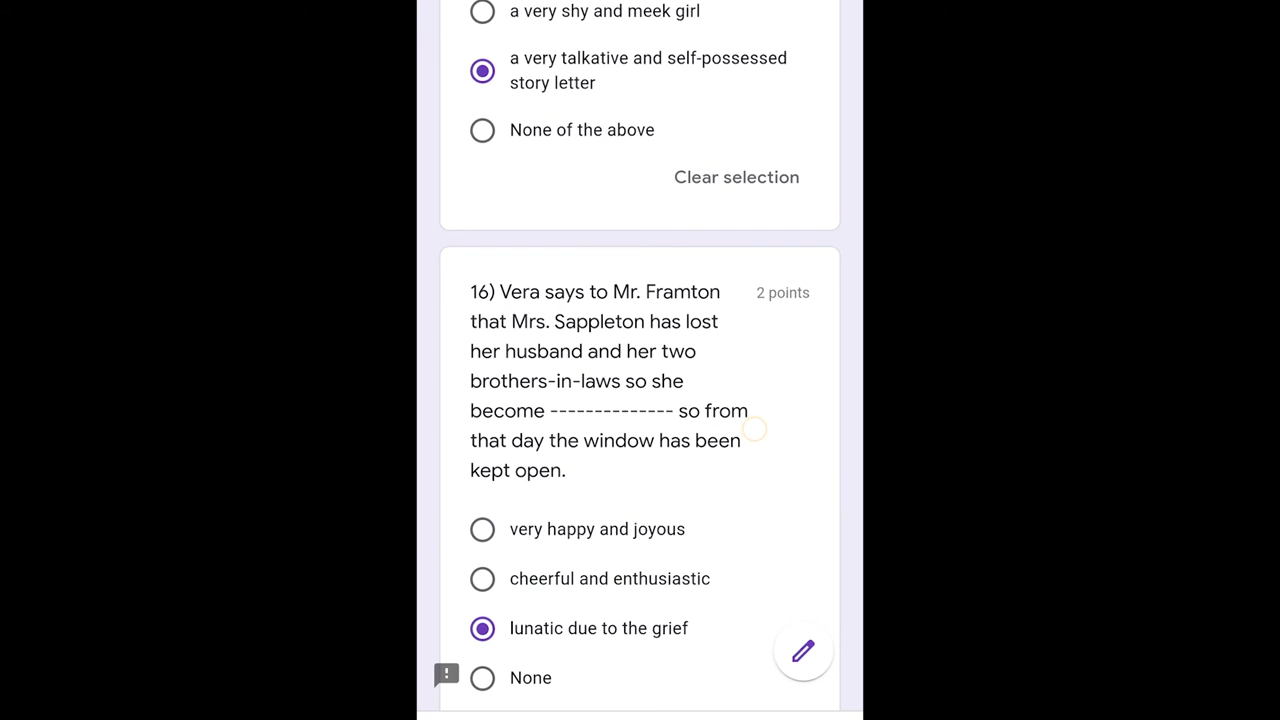 a very shy and meek girl
a very talkative and self-possessed
story letter
None of the above
Clear selection
16) Vera says to Mr. Framton
2 points
that Mrs. Sappleton has lost
her husband and her two
brothers-in-laws so she
become -------------- so from
that day the window has been
kept open.
very happy and joyous
cheerful and enthusiastic
lunatic due to the grief
None